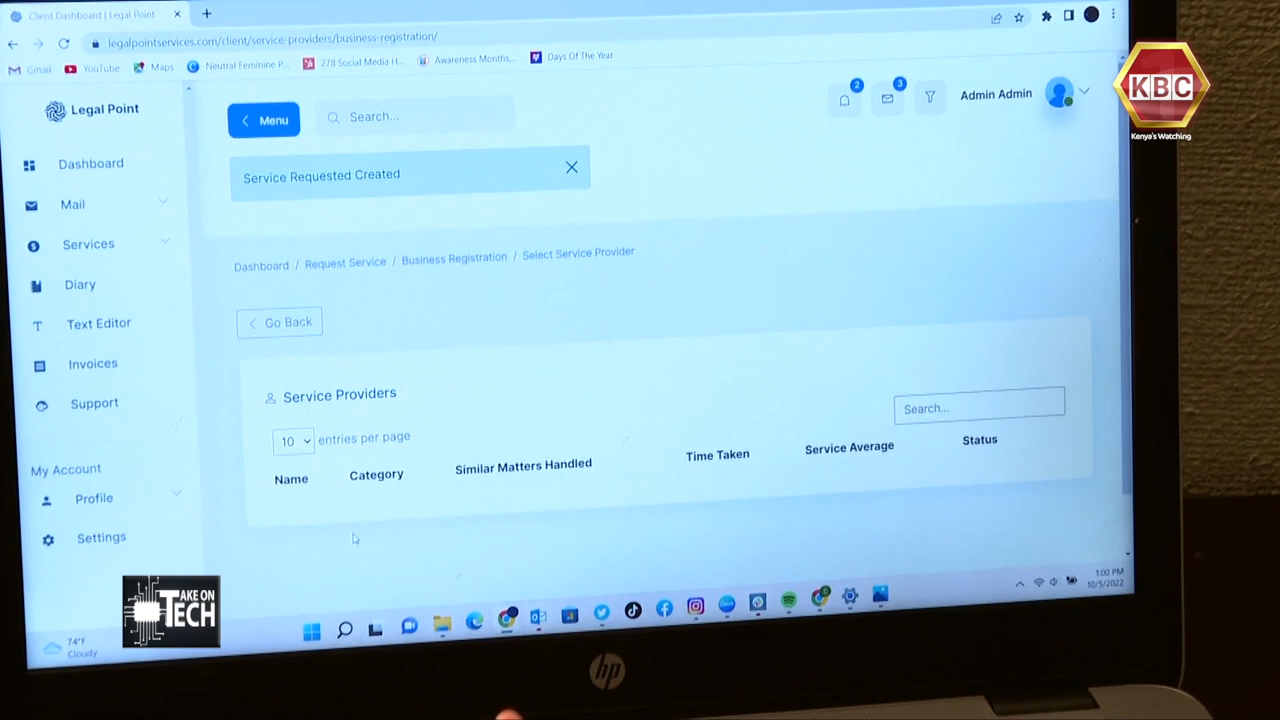 Client Dashboard | Legal Point
legalpointservices.com/client/service-providers/business-registration/
Gmail YouTube Maps Neutral Feminine P... 278 Social Media H... Awareness Months,... Days Of The Year
KBC
Kenya's Watching
Legal Point
Menu
Search...
2
3
Admin Admin
Service Requested Created
Dashboard
Mail
Services
Diary
Text Editor
Invoices
Support
My Account
Profile
Settings
Dashboard / Request Service / Business Registration / Select Service Provider
Go Back
Service Providers
10 entries per page
Search...
Name Category Similar Matters Handled Time Taken Service Average Status
TAKE ON
TECH
74°F
Cloudy
1:00 PM
10/5/2022
hp